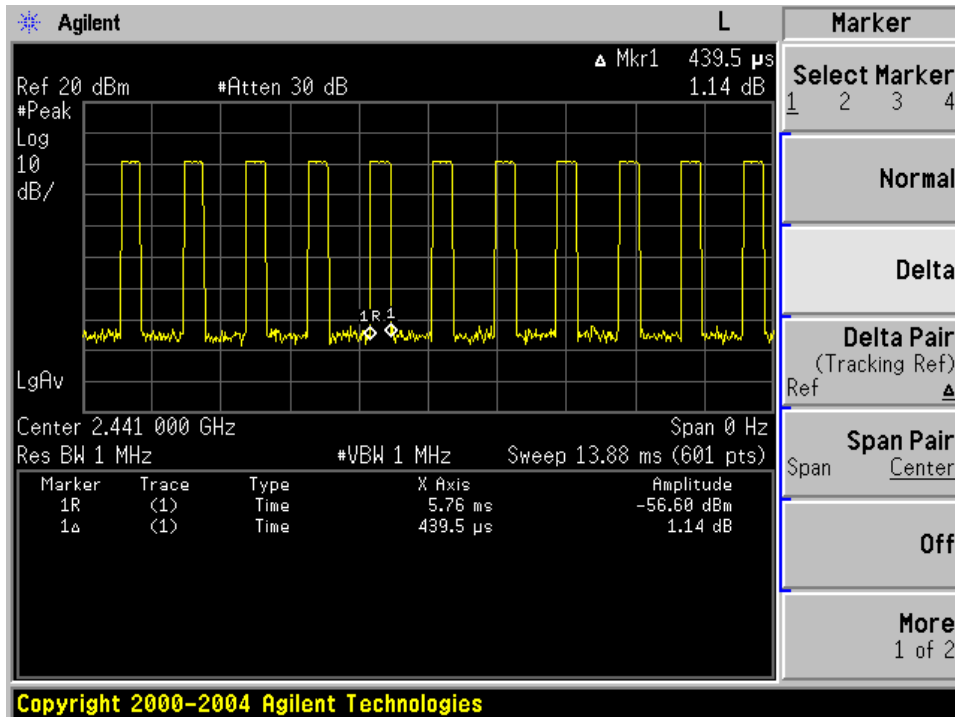 Agilent L
Marker
▵ Mkr1 439.5 µs
Ref 20 dBm #Atten 30 dB 1.14 dB
#Peak
Log
10
dB/
1R 1
LgAv
Center 2.441 000 GHz Span 0 Hz
Res BW 1 MHz #VBW 1 MHz Sweep 13.88 ms (601 pts)
Marker Trace Type X Axis Amplitude
1R (1) Time 5.76 ms -56.60 dBm
1▵ (1) Time 439.5 µs 1.14 dB
Select Marker
1 2 3 4
Normal
Delta
Delta Pair
(Tracking Ref)
Ref ▵
Span Pair
Span Center
Off
More
1 of 2
Copyright 2000-2004 Agilent Technologies